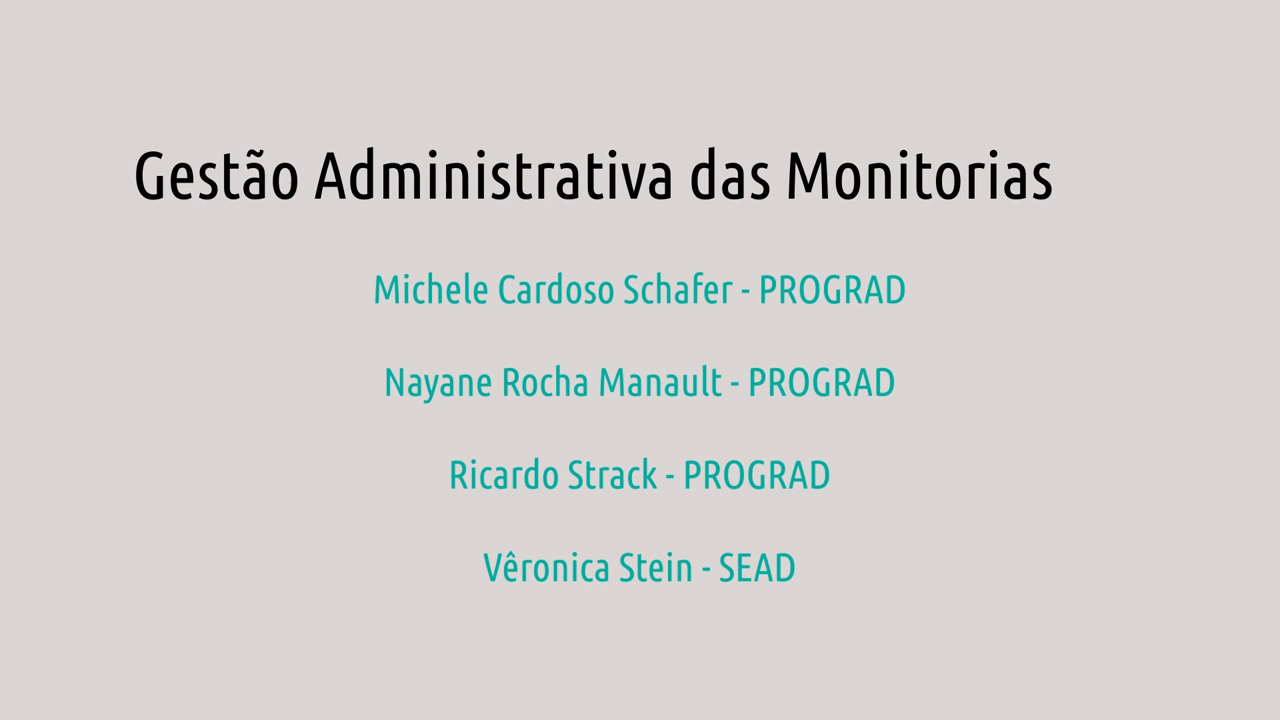 Gestão Administrativa das Monitorias
Michele Cardoso Schafer - PROGRAD
Nayane Rocha Manault - PROGRAD
Ricardo Strack - PROGRAD
Vêronica Stein - SEAD